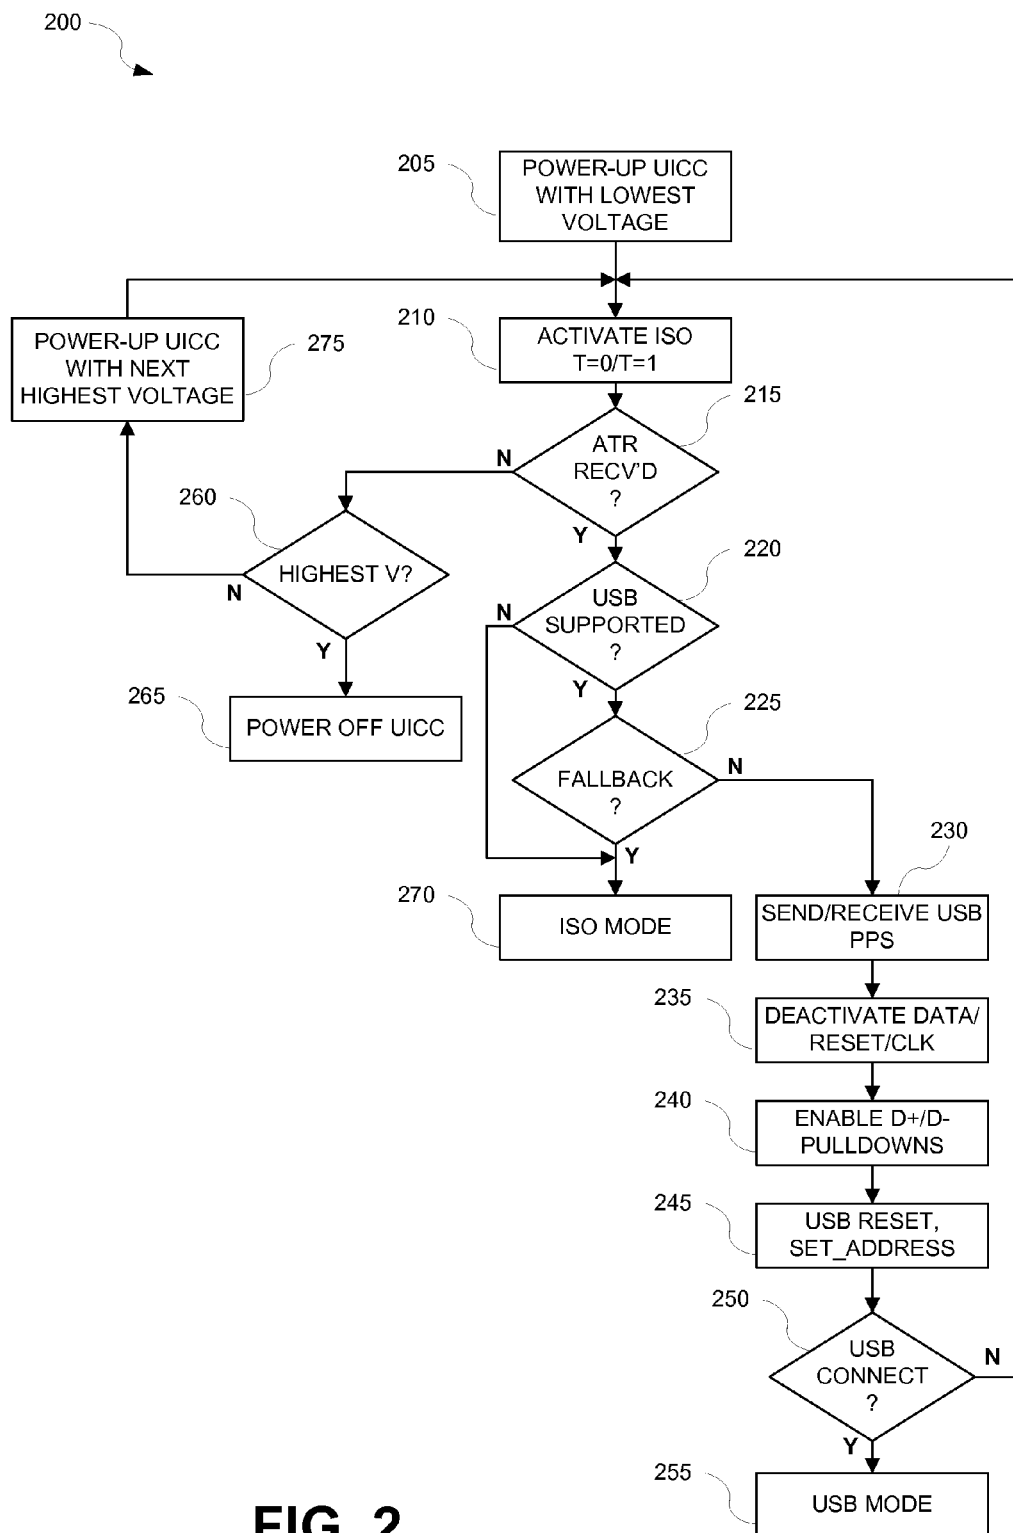 200
205
POWER-UP UICC
WITH LOWEST
VOLTAGE
POWER-UP UICC
WITH NEXT
HIGHEST VOLTAGE
275
210
ACTIVATE ISO
T=0/T=1
215
ATR
RECV'D
?
N
Y
260
HIGHEST V?
N
Y
220
USB
SUPPORTED
?
N
Y
265
POWER OFF UICC
225
FALLBACK
?
N
Y
230
SEND/RECEIVE USB
PPS
270
ISO MODE
235
DEACTIVATE DATA/
RESET/CLK
240
ENABLE D+/D-
PULLDOWNS
245
USB RESET,
SET_ADDRESS
250
USB
CONNECT
?
N
Y
255
USB MODE
FIG. 2